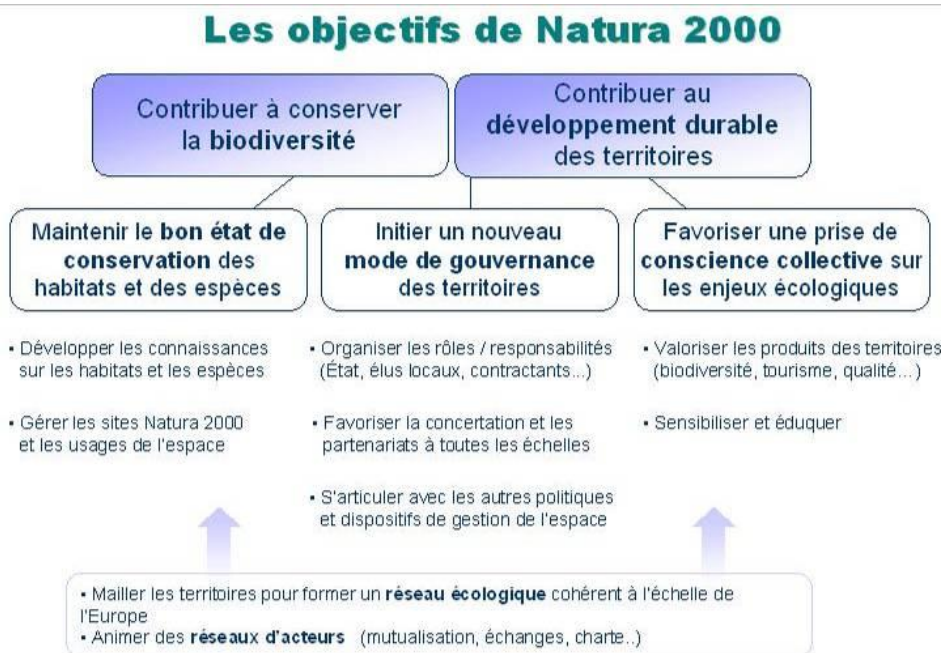 Les objectifs de Natura 2000
Contribuer à conserver
la biodiversité
Contribuer au
développement durable
des territoires
Maintenir le bon état de
conservation des
habitats et des espèces
Initier un nouveau
mode de gouvernance
des territoires
Favoriser une prise de
conscience collective sur
les enjeux écologiques
▪ Développer les connaissances
sur les habitats et les espèces
▪ Gérer les sites Natura 2000
et les usages de l'espace
▪ Organiser les rôles / responsabilités
(État, élus locaux, contractants...)
▪ Favoriser la concertation et les
partenariats à toutes les échelles
▪ S'articuler avec les autres politiques
et dispositifs de gestion de l'espace
▪ Valoriser les produits des territoires
(biodiversité, tourisme, qualité...)
▪ Sensibiliser et éduquer
▪ Mailler les territoires pour former un réseau écologique cohérent à l'échelle de
l'Europe
▪ Animer des réseaux d'acteurs (mutualisation, échanges, charte..)